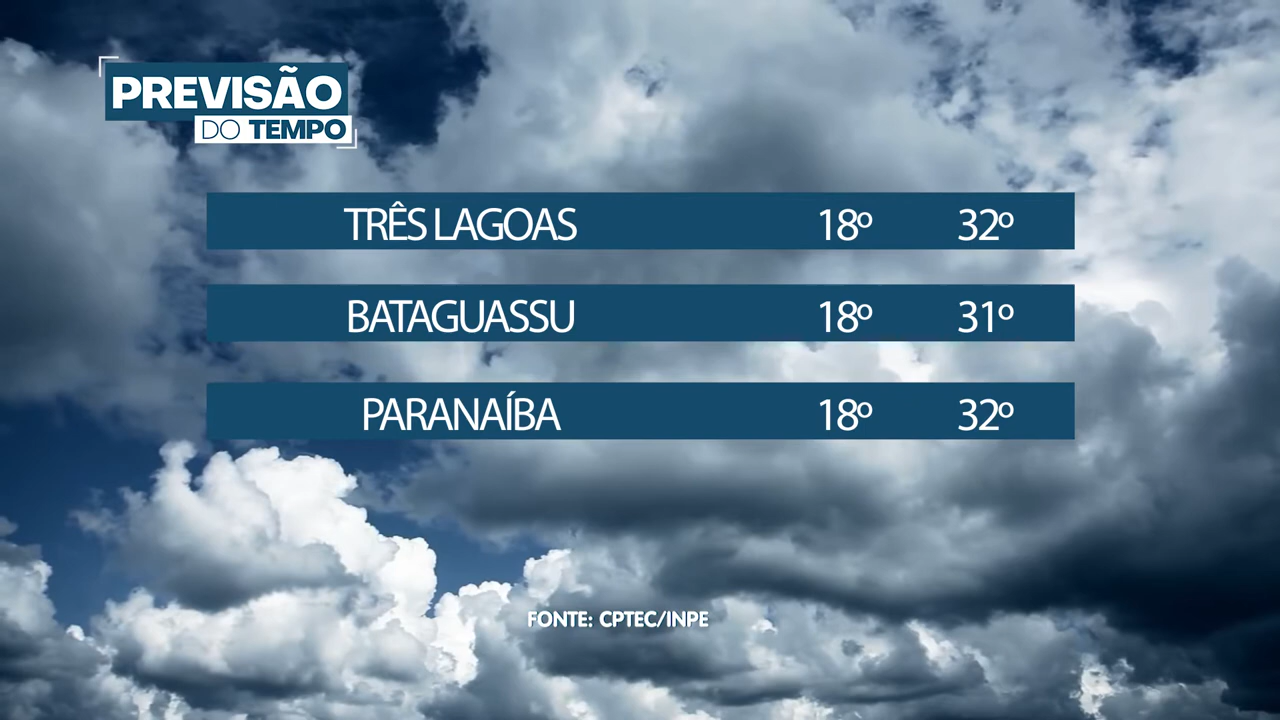 PREVISÃO
DO TEMPO
TRÊS LAGOAS 18º 32º
BATAGUASSU 18º 31º
PARANAÍBA 18º 32º
FONTE: CPTEC/INPE